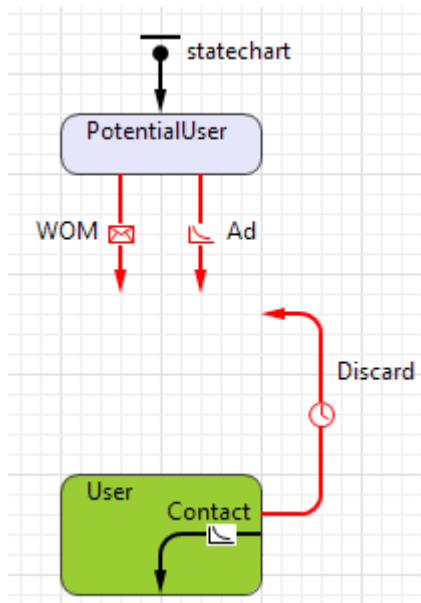 statechart
PotentialUser
WOM
Ad
Discard
User
Contact